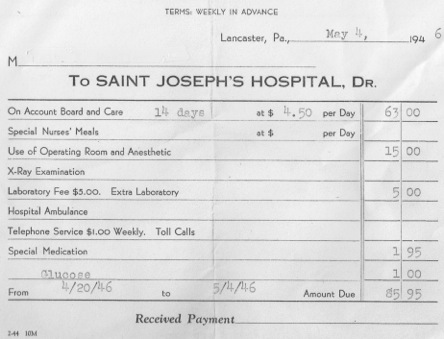 TERMS: WEEKLY IN ADVANCE
Lancaster, Pa., May 4, 1946
M
To SAINT JOSEPH'S HOSPITAL, DR.
On Account Board and Care 14 days at $ 4.50 per Day 63 00
Special Nurses' Meals at $ per Day
Use of Operating Room and Anesthetic 15 00
X-Ray Examination
Laboratory Fee $5.00. Extra Laboratory 5 00
Hospital Ambulance
Telephone Service $1.00 Weekly. Toll Calls
Special Medication 1 95
Glucose 1 00
From 4/20/46 to 5/4/46 Amount Due 85 95
Received Payment
2-44 10M